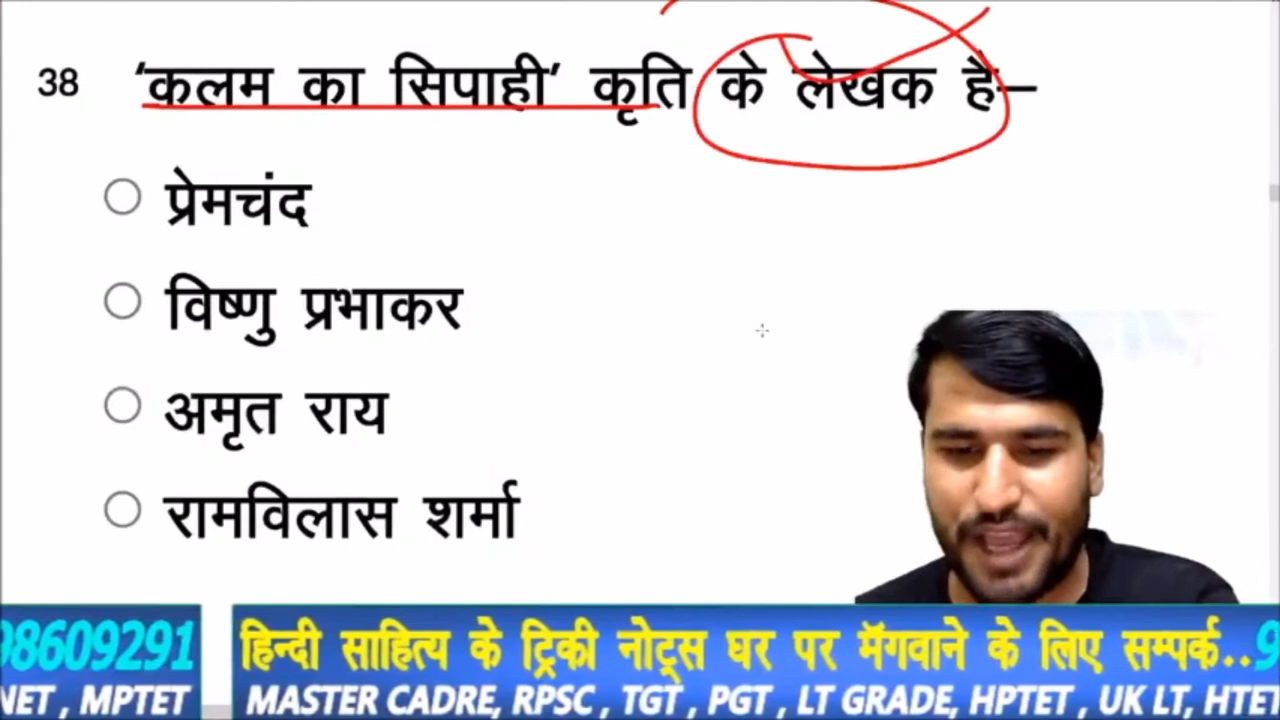 38 'कलम का सिपाही' कृति के लेखक है–
प्रेमचंद
विष्णु प्रभाकर
अमृत राय
रामविलास शर्मा
98609291 हिन्दी साहित्य के ट्रिकी नोट्स घर पर मॅगवाने के लिए सम्पर्क..9
NET , MPTET MASTER CADRE, RPSC , TGT , PGT , LT GRADE, HPTET , UK LT, HTET